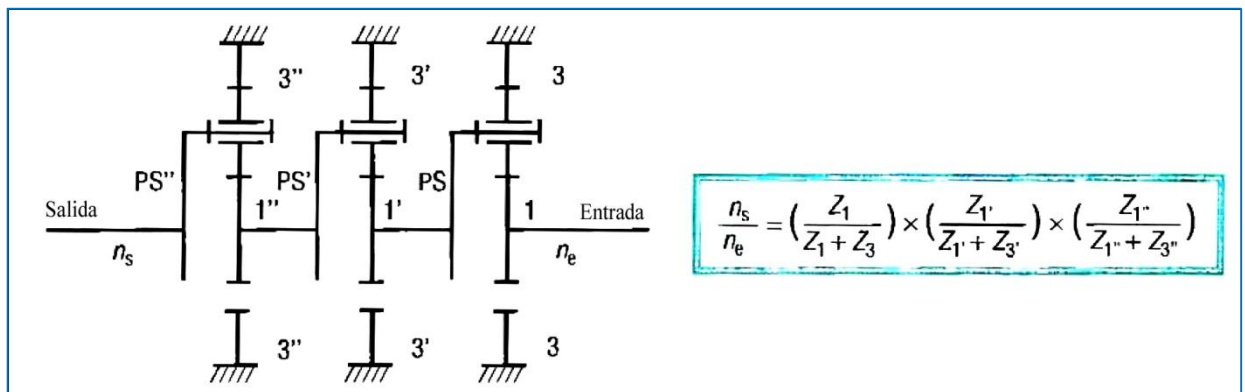 3" 3' 3
PS" PS' PS
1" 1' 1
Salida Entrada
n_s n_e
3" 3' 3
n_s / n_e = (Z_1 / (Z_1 + Z_3)) × (Z_1' / (Z_1' + Z_3')) × (Z_1" / (Z_1" + Z_3"))